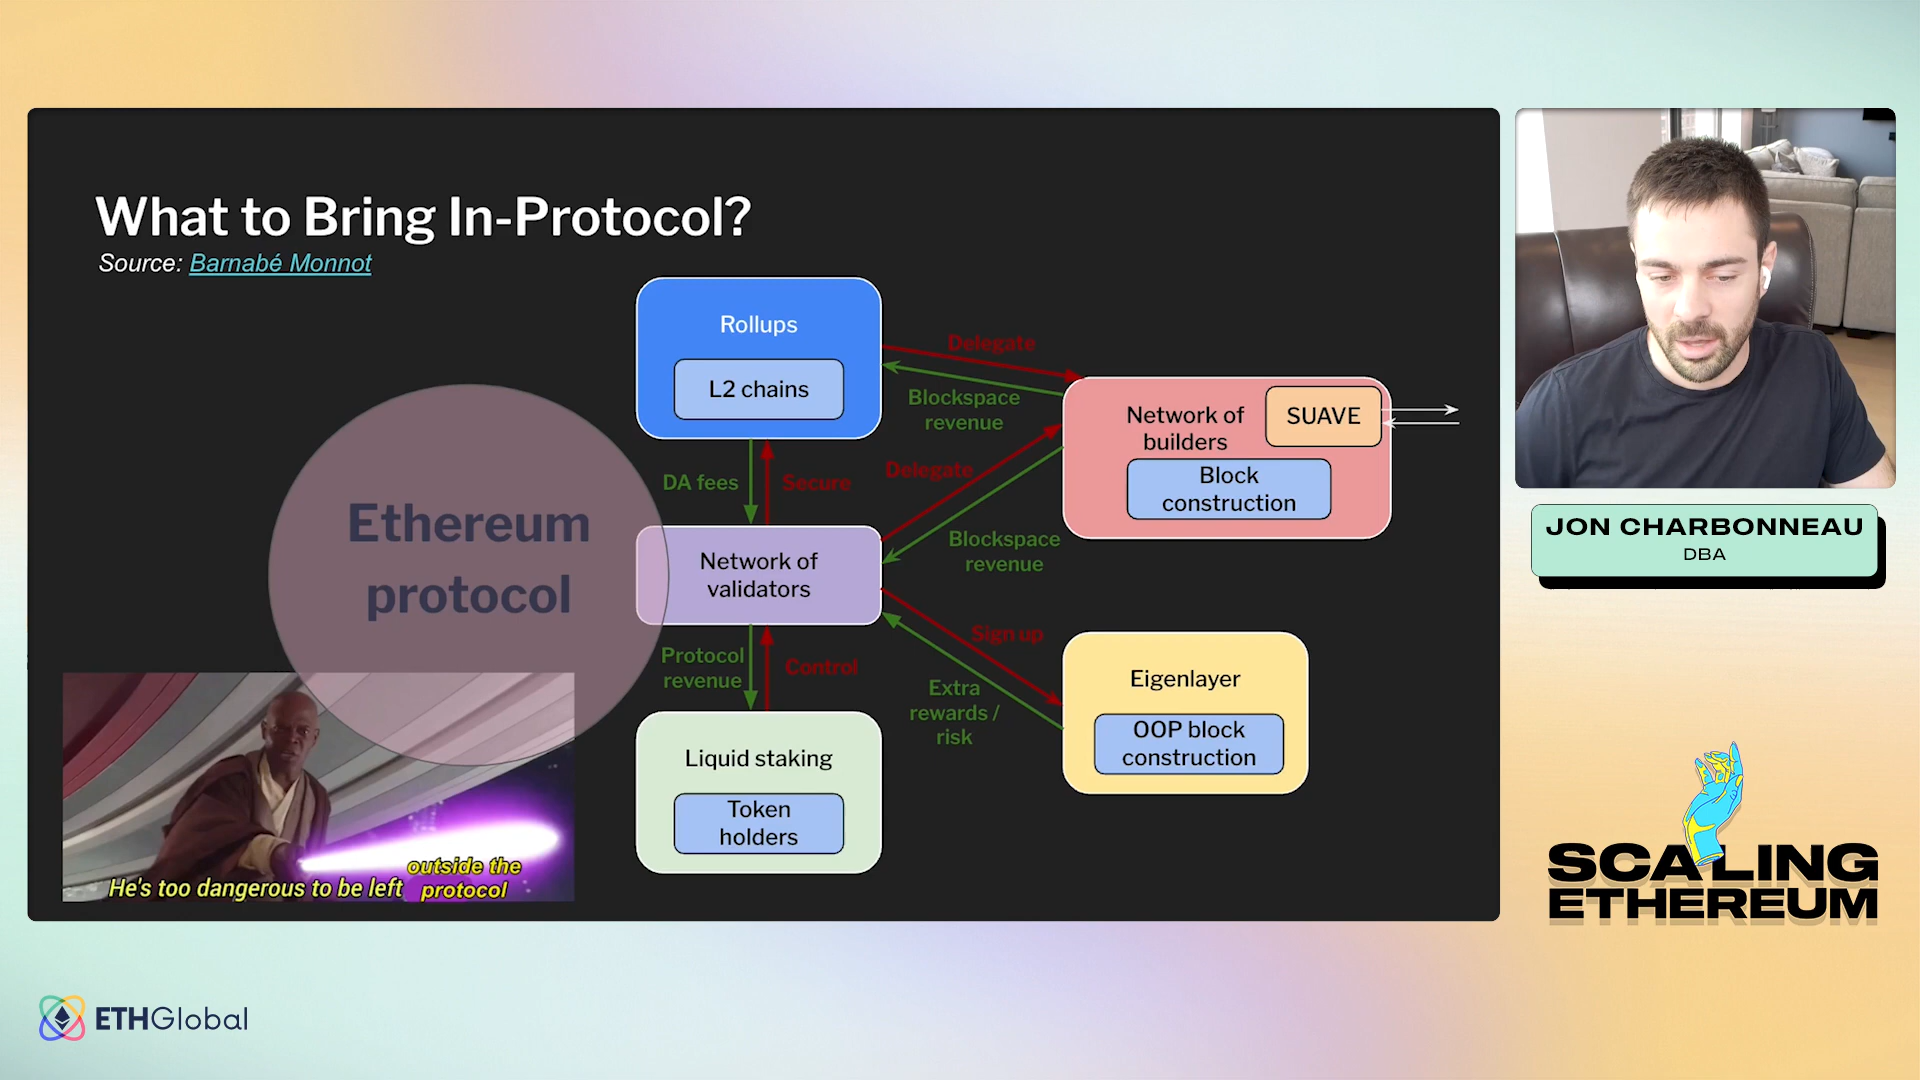 What to Bring In-Protocol?
Source: Barnabé Monnot
Rollups
L2 chains
Delegate
Blockspace
revenue
Network of
builders
SUAVE
Block
construction
DA fees
Secure
Delegate
Blockspace
revenue
Ethereum
protocol
Network of
validators
Protocol
revenue
Control
Sign up
Extra
rewards /
risk
Eigenlayer
OOP block
construction
Liquid staking
Token
holders
He's too dangerous to be left outside the
protocol
JON CHARBONNEAU
DBA
SCALING
ETHEREUM
ETHGlobal